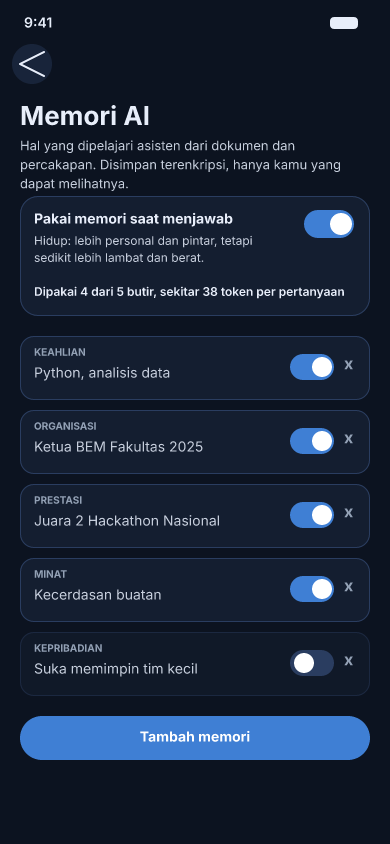 9:41
Memori AI
Hal yang dipelajari asisten dari dokumen dan
percakapan. Disimpan terenkripsi, hanya kamu yang
dapat melihatnya.
Pakai memori saat menjawab
Hidup: lebih personal dan pintar, tetapi
sedikit lebih lambat dan berat.
Dipakai 4 dari 5 butir, sekitar 38 token per pertanyaan
KEAHLIAN
Python, analisis data
x
ORGANISASI
Ketua BEM Fakultas 2025
x
PRESTASI
Juara 2 Hackathon Nasional
x
MINAT
Kecerdasan buatan
x
KEPRIBADIAN
Suka memimpin tim kecil
x
Tambah memori